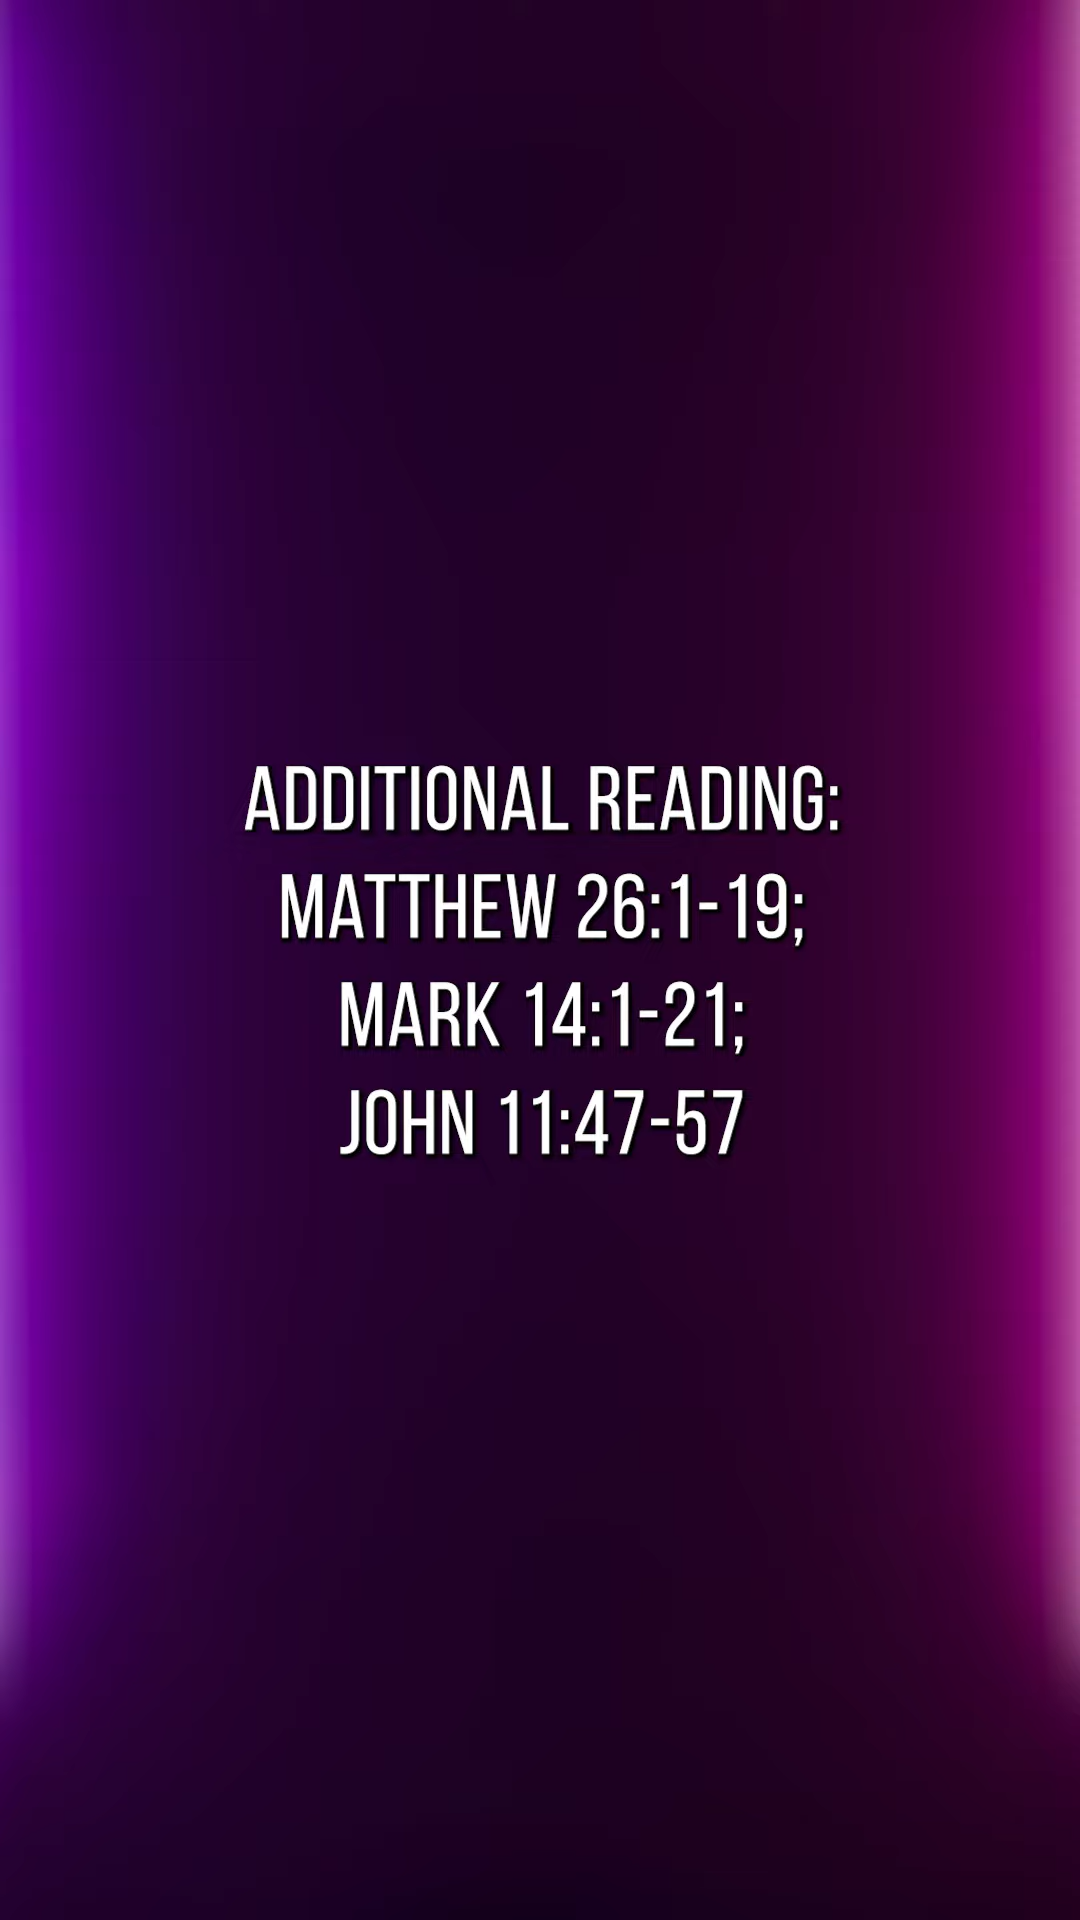 ADDITIONAL READING:
MATTHEW 26:1-19;
MARK 14:1-21;
JOHN 11:47-57